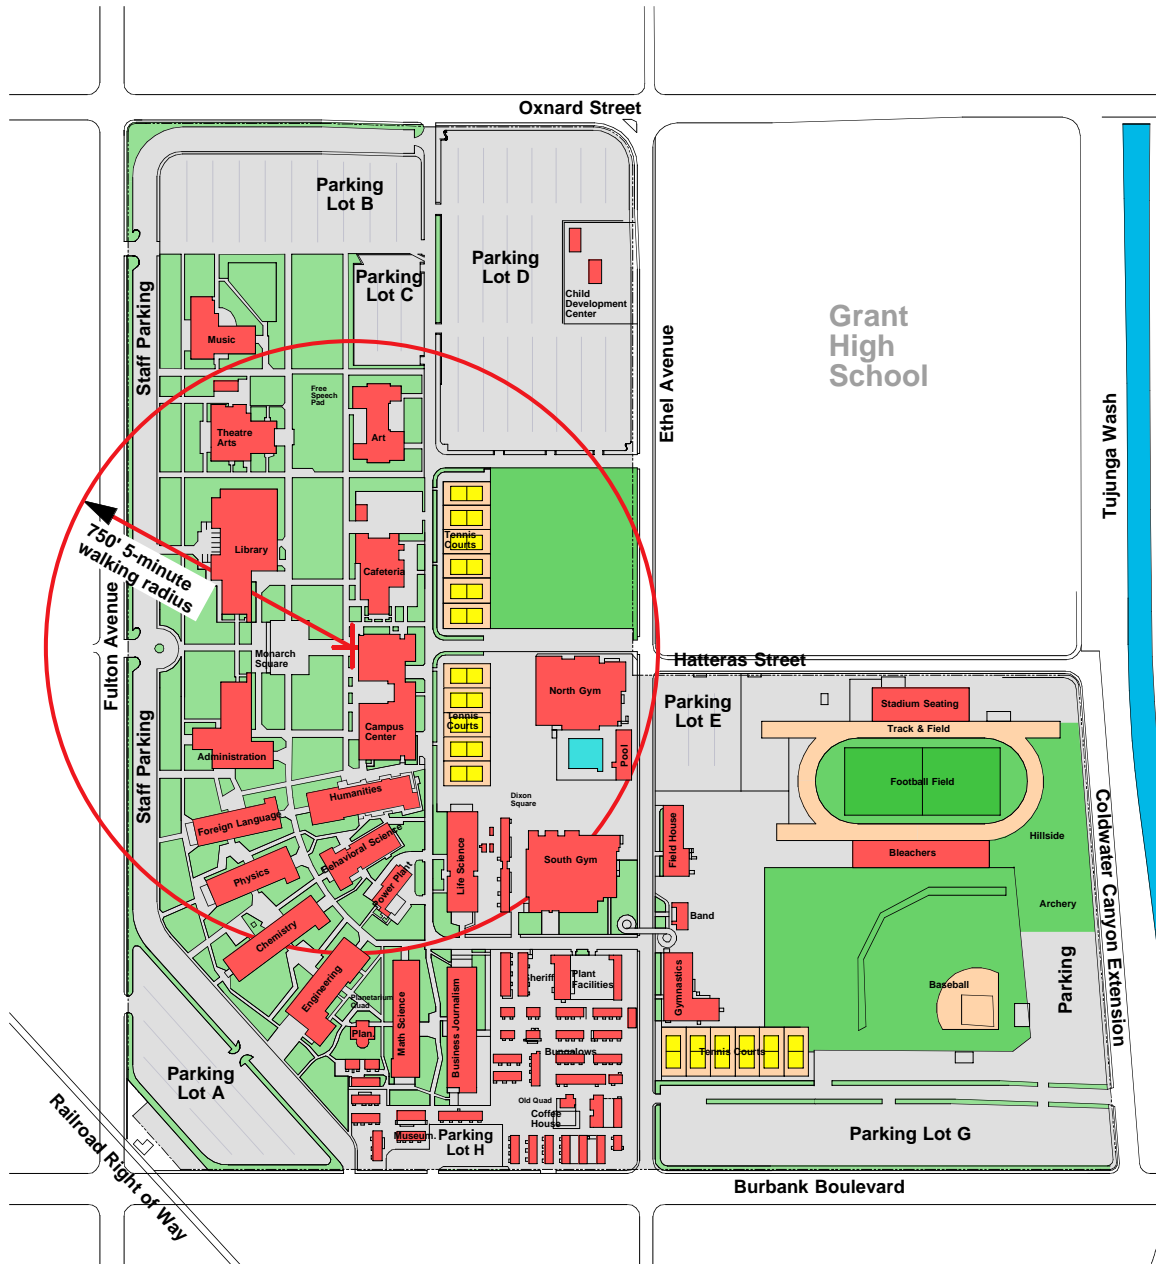 Oxnard Street
Parking
Lot B
Parking
Lot C
Parking
Lot D
Child
Development
Center
Staff Parking
Music
Grant
High
School
Ethel Avenue
Tujunga Wash
Free
Speech
Pad
Theatre
Arts
Art
750' 5-minute
walking radius
Library
Cafeteria
Tennis
Courts
Fulton Avenue
Monarch
Square
Hatteras Street
North Gym
Parking
Lot E
Stadium Seating
Track & Field
Tennis
Courts
Campus
Center
Administration
Pool
Staff Parking
Football Field
Humanities
Dixon
Square
Foreign Language
Behavioral Science
Life Science
South Gym
Field House
Bleachers
Hillside
Coldwater Canyon Extension
Physics
Power Plant
Archery
Band
Chemistry
Engineering
Planetarium
Quad
Math Science
Business Journalism
Sheriff
Plant
Facilities
Gymnastics
Baseball
Parking
Plan.
Bungalows
Tennis Courts
Parking
Lot A
Old Quad
Coffee
House
Museum.
Parking
Lot H
Parking Lot G
Railroad Right of Way
Burbank Boulevard